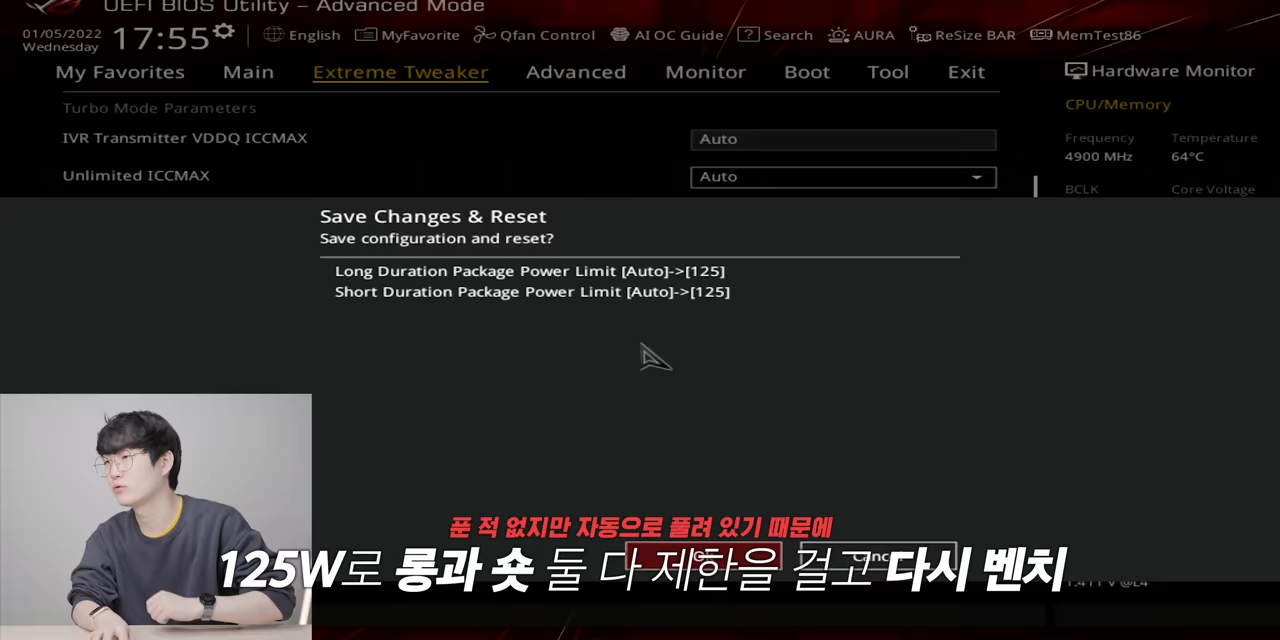 UEFI BIOS Utility – Advanced Mode
01/05/2022
Wednesday
17:55
English
MyFavorite
Qfan Control
AI OC Guide
Search
AURA
ReSize BAR
MemTest86
My Favorites
Main
Extreme Tweaker
Advanced
Monitor
Boot
Tool
Exit
Hardware Monitor
Turbo Mode Parameters
CPU/Memory
IVR Transmitter VDDQ ICCMAX
Auto
Frequency
Temperature
4900 MHz
64°C
Unlimited ICCMAX
Auto
BCLK
Core Voltage
Save Changes & Reset
Save configuration and reset?
Long Duration Package Power Limit [Auto]->[125]
Short Duration Package Power Limit [Auto]->[125]
푼 적 없지만 자동으로 풀려 있기 때문에
125W로 롱과 숏 둘 다 제한을 걸고 다시 벤치